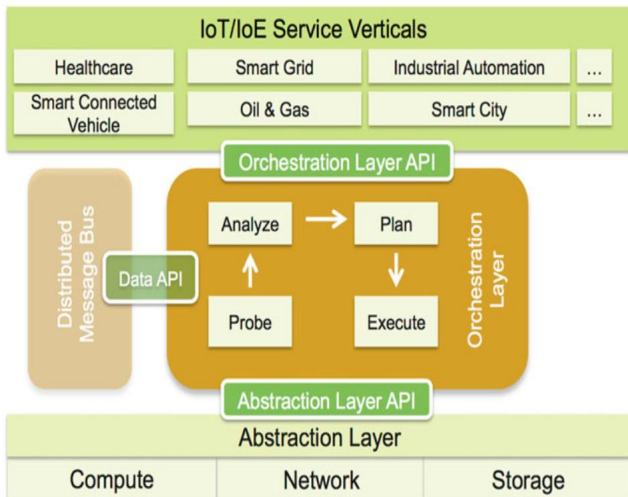 IoT/IoE Service Verticals
Healthcare
Smart Grid
Industrial Automation
...
Smart Connected
Vehicle
Oil & Gas
Smart City
...
Orchestration Layer API
Distributed
Message Bus
Data API
Analyze
Plan
Probe
Execute
Orchestration
Layer
Abstraction Layer API
Abstraction Layer
Compute
Network
Storage